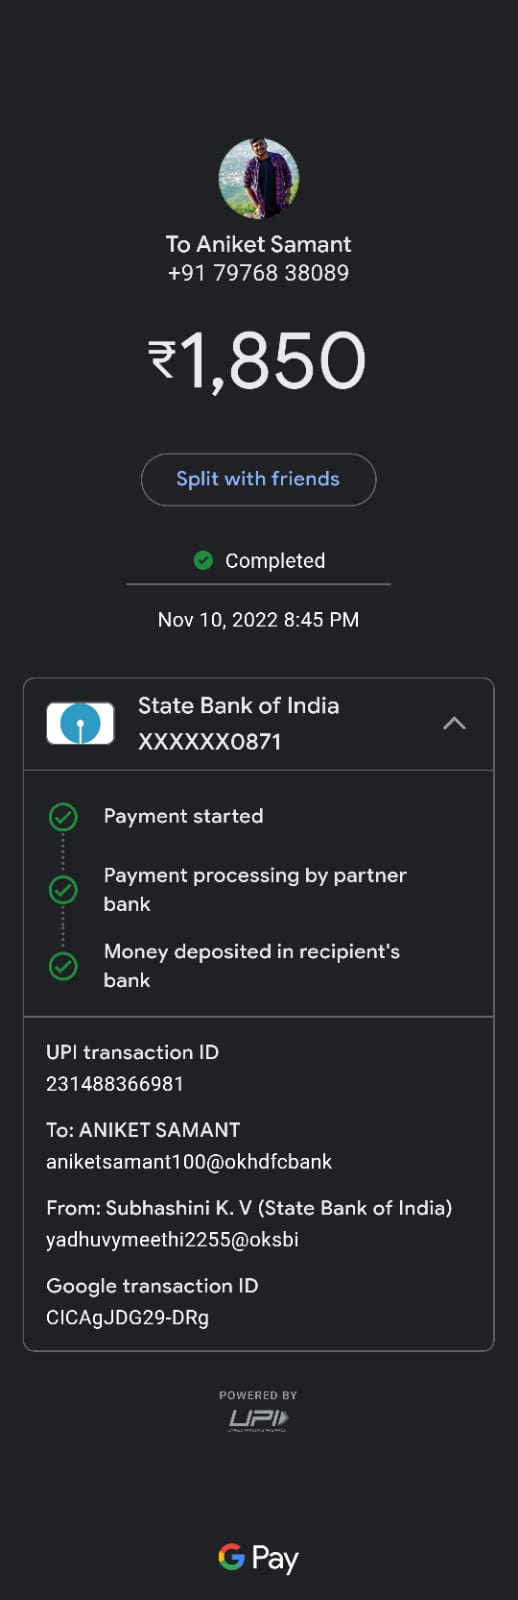 To Aniket Samant
+91 79768 38089
₹1,850
Split with friends
Completed
Nov 10, 2022 8:45 PM
State Bank of India
XXXXXX0871
Payment started
Payment processing by partner
bank
Money deposited in recipient's
bank
UPI transaction ID
231488366981
To: ANIKET SAMANT
aniketsamant100@okhdfcbank
From: Subhashini K. V (State Bank of India)
yadhuvymeethi2255@oksbi
Google transaction ID
CICAgJDG29-DRg
POWERED BY
UPI
G Pay